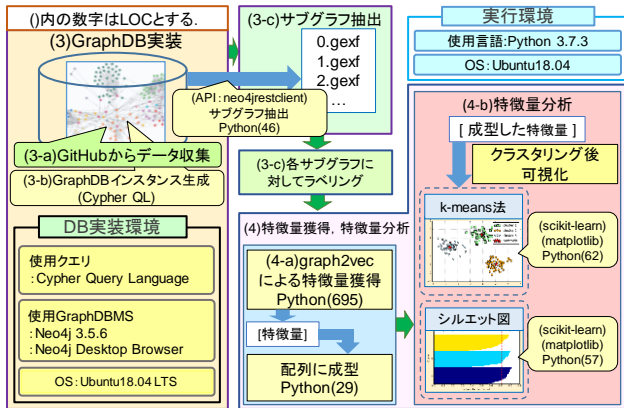 ()内の数字はLOCとする.
(3)GraphDB実装
(API:neo4jrestclient)
サブグラフ抽出
Python(46)
(3-a)GitHubからデータ収集
(3-b)GraphDBインスタンス生成
(Cypher QL)
DB実装環境
使用クエリ
:Cypher Query Language
使用GraphDBMS
:Neo4j 3.5.6
:Neo4j Desktop Browser
OS:Ubuntu18.04 LTS
(3-c)サブグラフ抽出
0.gexf
1.gexf
2.gexf
…
(3-c)各サブグラフに
対してラベリング
(4)特徴量獲得, 特徴量分析
(4-a)graph2vec
による特徴量獲得
Python(695)
[特徴量]
配列に成型
Python(29)
実行環境
使用言語:Python 3.7.3
OS:Ubuntu18.04
(4-b)特徴量分析
[ 成型した特徴量 ]
クラスタリング後
可視化
k-means法
(scikit-learn)
(matplotlib)
Python(62)
シルエット図
(scikit-learn)
(matplotlib)
Python(57)